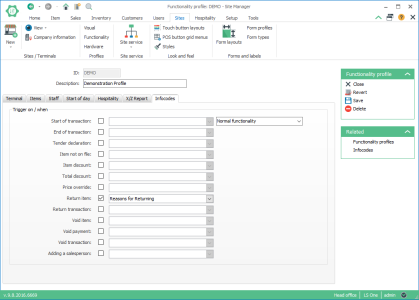 Functionality profile: DEMO - Site Manager
Home Item Sales Inventory Customers Users Sites Hospitality Setup Tools
New
View
Company information
Sites / Terminals
Visual
Functionality
Hardware
Profiles
Site service
Site service
Touch button layouts
POS button grid menus
Styles
Look and feel
Form layouts
Form profiles
Form types
Forms and labels
ID: DEMO
Description: Demonstration Profile
Terminal Items Staff Start of day Hospitality X/Z Report Infocodes
Trigger on / when
Start of transaction: Normal functionality
End of transaction:
Tender declaration:
Item not on file:
Item discount:
Total discount:
Price override:
Return item: Reasons for Returning
Return transaction:
Void item:
Void payment:
Void transaction:
Adding a salesperson:
Functionality profile
Close
Revert
Save
Delete
Related
Functionality profiles
Infocodes
Head office LS One admin